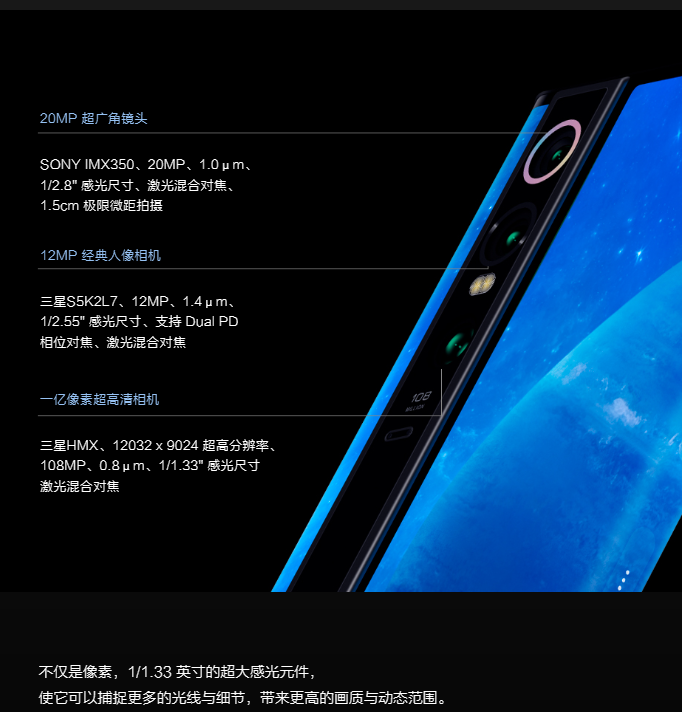 20MP 超广角镜头
SONY IMX350、20MP、1.0μm、
1/2.8" 感光尺寸、激光混合对焦、
1.5cm 极限微距拍摄
12MP 经典人像相机
三星S5K2L7、12MP、1.4μm、
1/2.55" 感光尺寸、支持 Dual PD
相位对焦、激光混合对焦
一亿像素超高清相机
108
MILLION
三星HMX、12032 x 9024 超高分辨率、
108MP、0.8μm、1/1.33" 感光尺寸
激光混合对焦
不仅是像素，1/1.33 英寸的超大感光元件，
使它可以捕捉更多的光线与细节，带来更高的画质与动态范围。